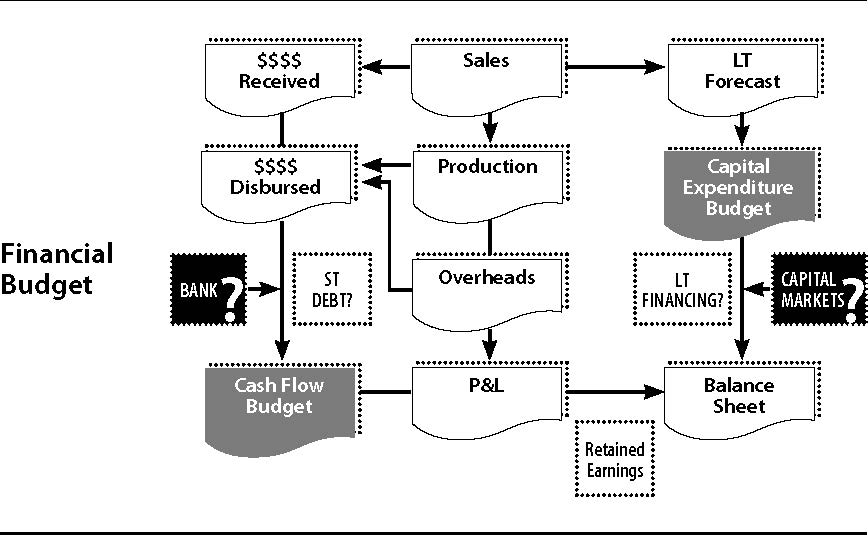 $$$$
Received
Sales
LT
Forecast
$$$$
Disbursed
Production
Capital
Expenditure
Budget
Financial
Budget
BANK ?
ST
DEBT?
Overheads
LT
FINANCING?
CAPITAL
MARKETS ?
Cash Flow
Budget
P&L
Balance
Sheet
Retained
Earnings